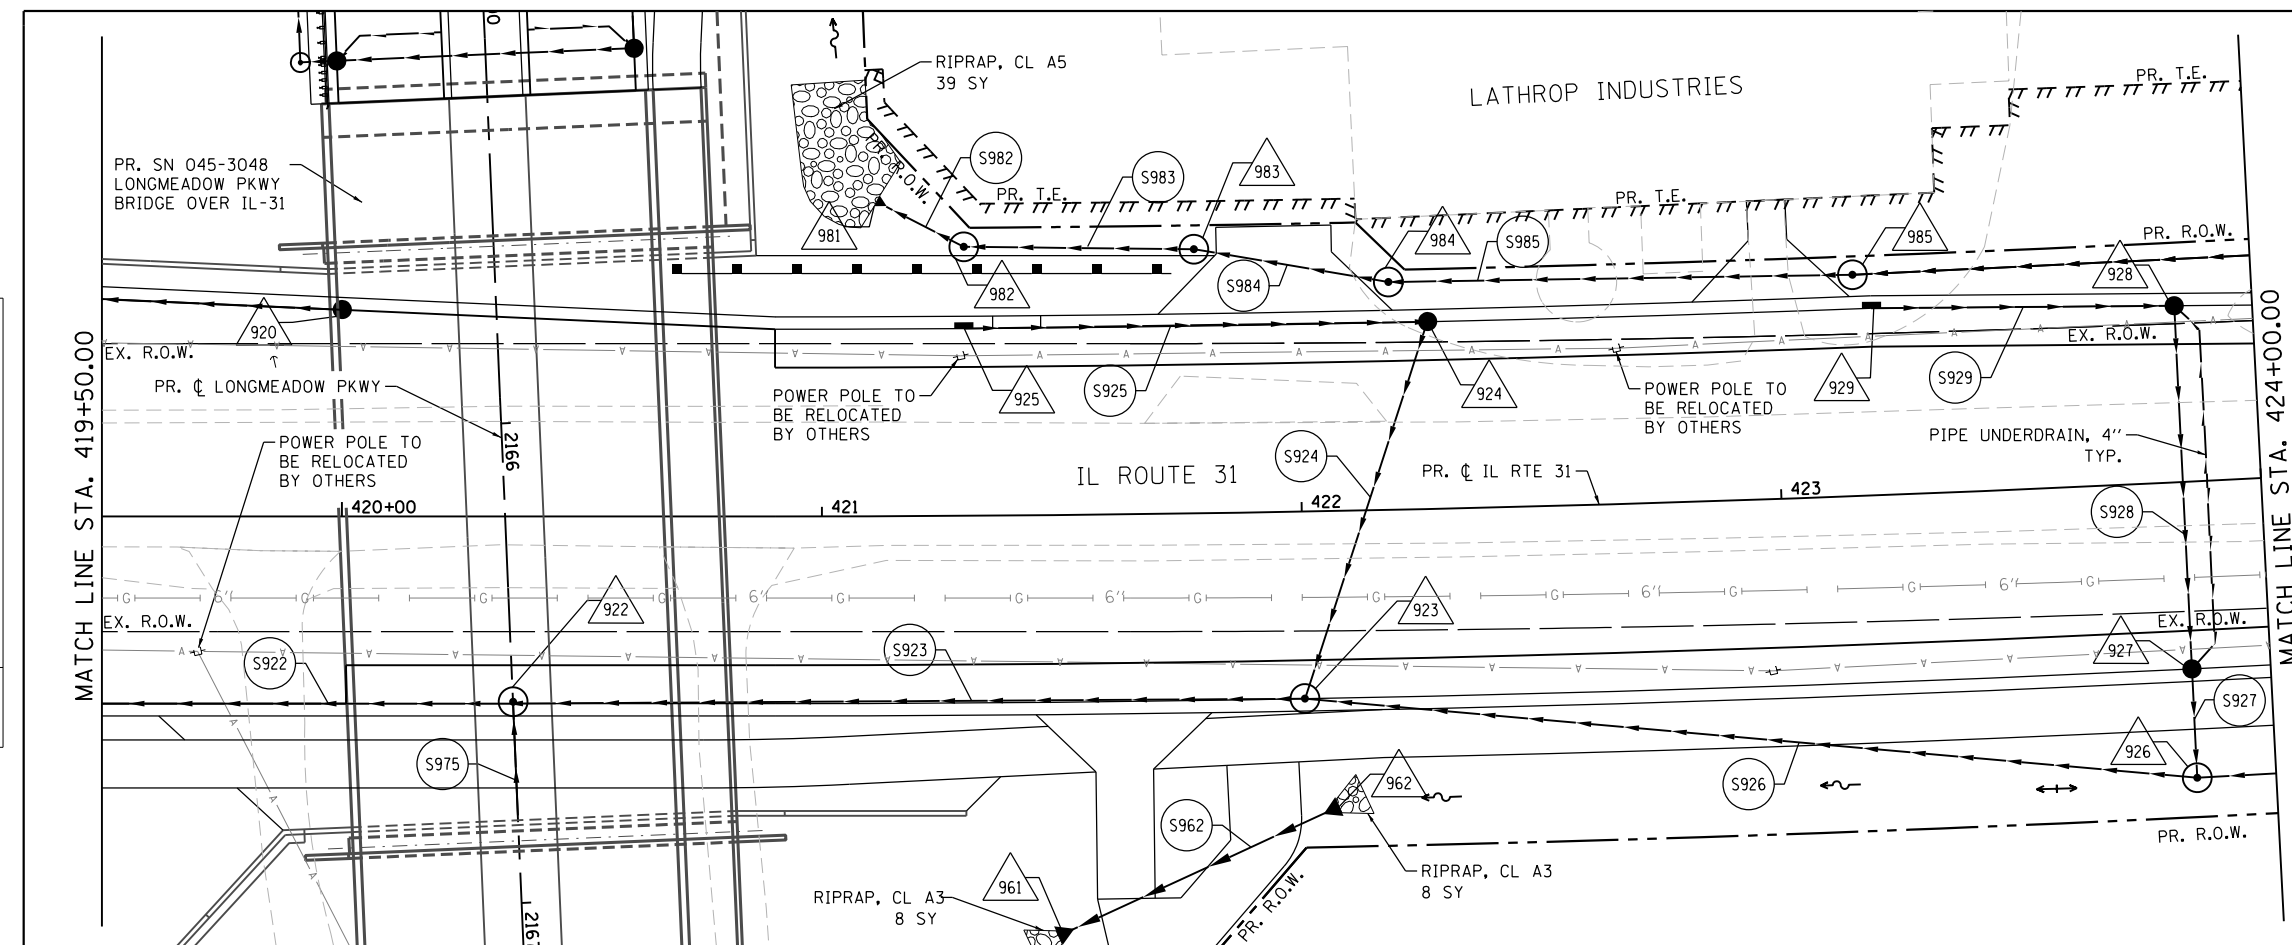 RIPRAP, CL A5
39 SY
LATHROP INDUSTRIES
PR. T.E.
PR. SN 045-3048
LONGMEADOW PKWY
BRIDGE OVER IL-31
S982
S983
983
PR. R.O.W.
PR. T.E.
PR. T.E.
981
984
S985
985
PR. R.O.W.
982
S984
928
920
EX. R.O.W.
EX. R.O.W.
PR. ℄ LONGMEADOW PKWY
POWER POLE TO
BE RELOCATED
BY OTHERS
925
S925
924
POWER POLE TO
BE RELOCATED
BY OTHERS
929
S929
POWER POLE TO
BE RELOCATED
BY OTHERS
2166
S924
IL ROUTE 31
PR. ℄ IL RTE 31
PIPE UNDERDRAIN, 4"
TYP.
MATCH LINE STA. 419+50.00
MATCH LINE STA. 424+00.00
420+00
421
422
423
S928
G 6" G G G 6" G G 6" G G G 6" G G 6" G
922
923
EX. R.O.W.
EX. R.O.W.
S922
S923
927
S927
S975
926
962
S926
S962
PR. R.O.W.
RIPRAP, CL A3
8 SY
961
RIPRAP, CL A3
8 SY
PR. R.O.W.